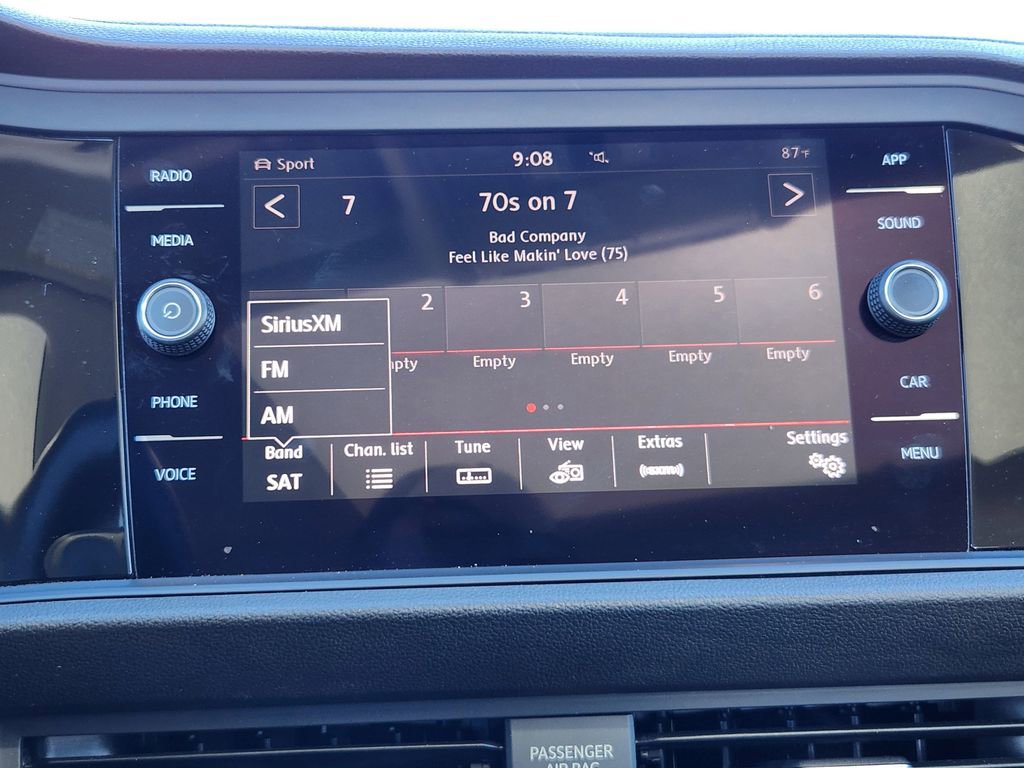 RADIO
MEDIA
PHONE
VOICE
Sport 9:08 87°F
7 70s on 7
Bad Company
Feel Like Makin' Love (75)
2 3 4 5 6
Empty Empty Empty Empty
SiriusXM
FM
AM
Band Chan. list Tune View Extras Settings
SAT
APP
SOUND
CAR
MENU
PASSENGER
AIR BAG